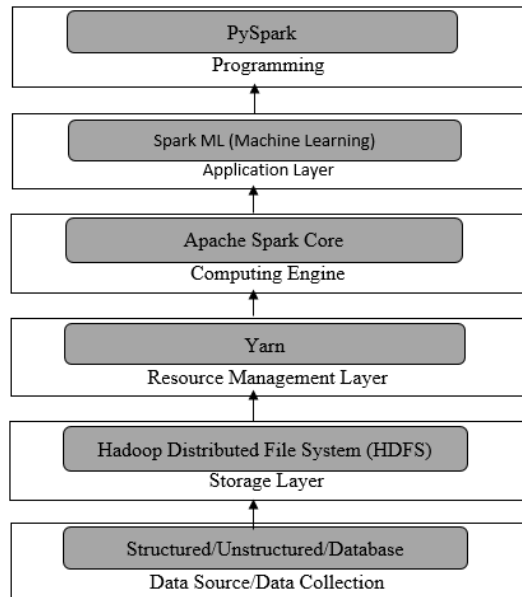 PySpark
Programming
Spark ML (Machine Learning)
Application Layer
Apache Spark Core
Computing Engine
Yarn
Resource Management Layer
Hadoop Distributed File System (HDFS)
Storage Layer
Structured/Unstructured/Database
Data Source/Data Collection